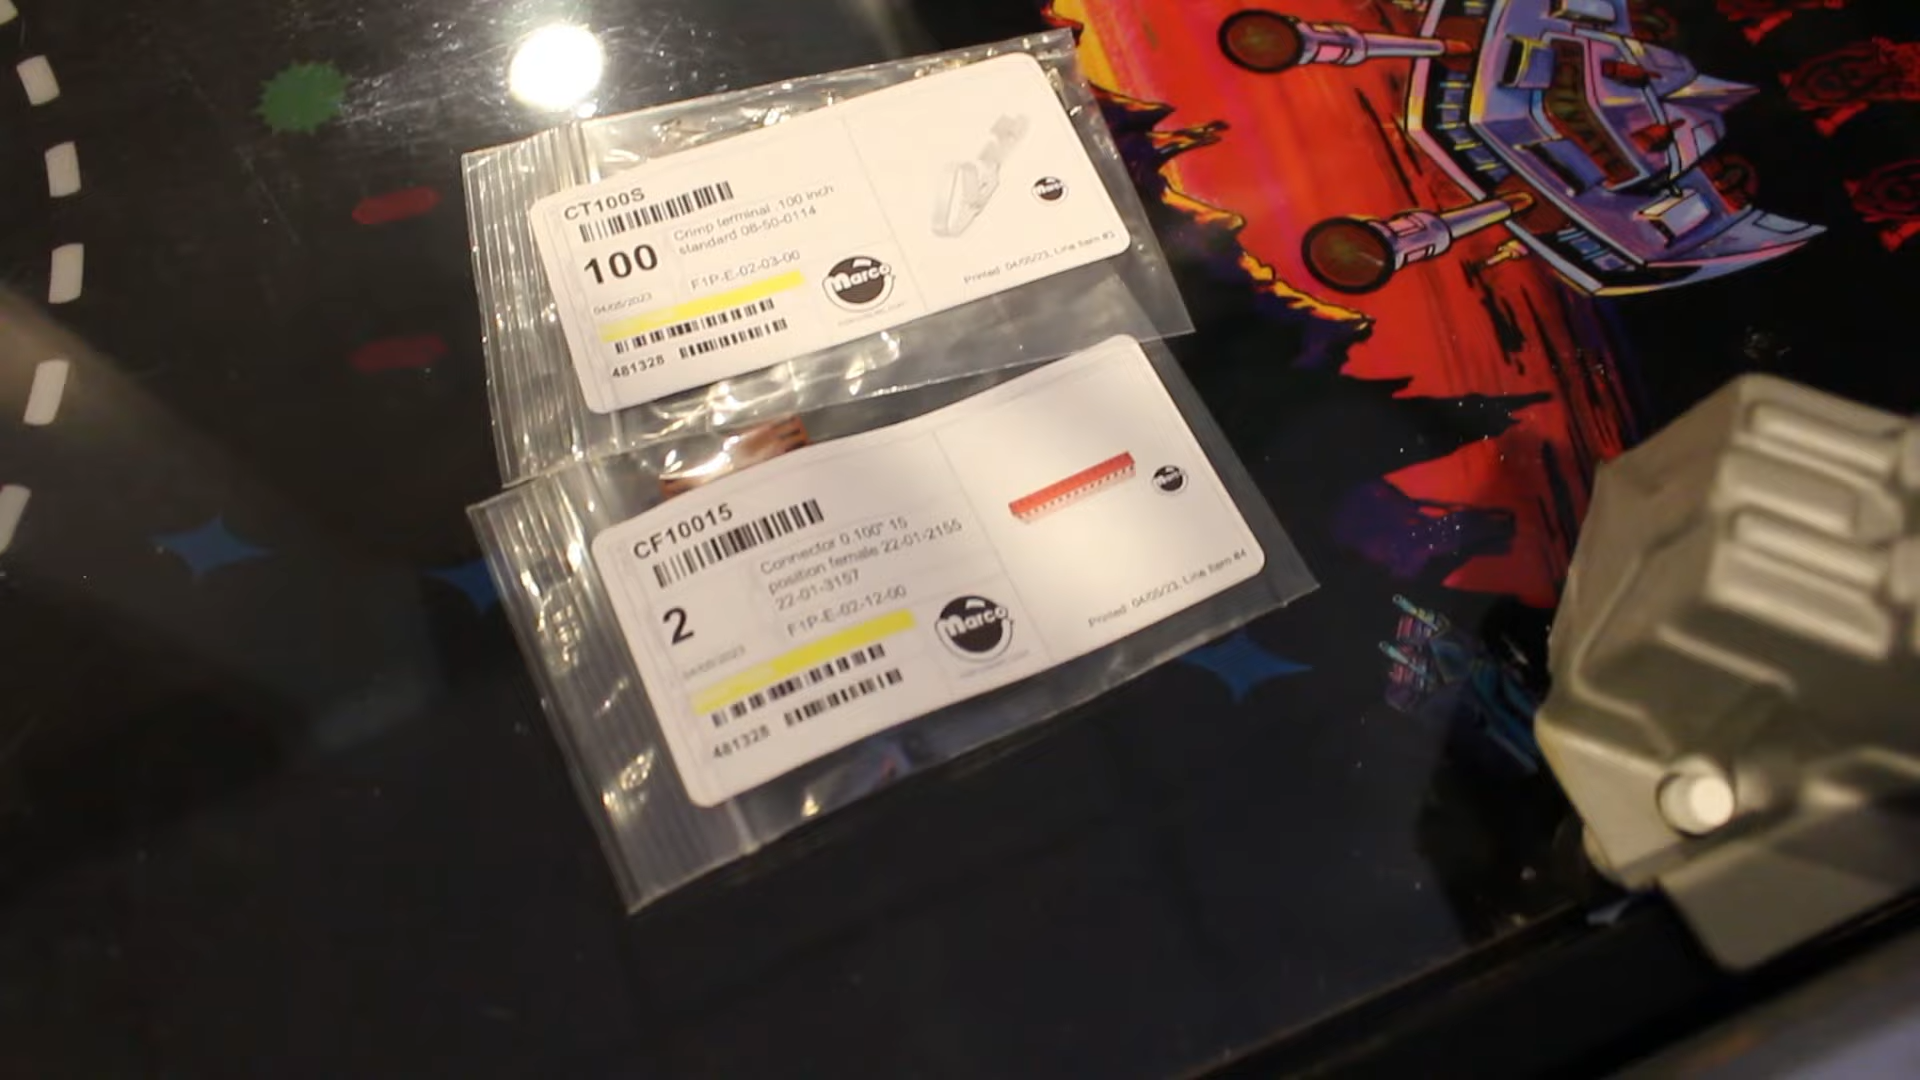 CT100S
100
Crimp terminal .100 inch
standard 08-50-0114
F1P-E-02-03-00
04/05/2023
481328
Marco
Printed: 04/05/23, Line Item #3
CF10015
2
Connector 0.100" 15
position female 22-01-2155
22-01-3157
F1P-E-02-12-00
04/05/2023
481328
Marco
Printed: 04/05/23, Line Item #4